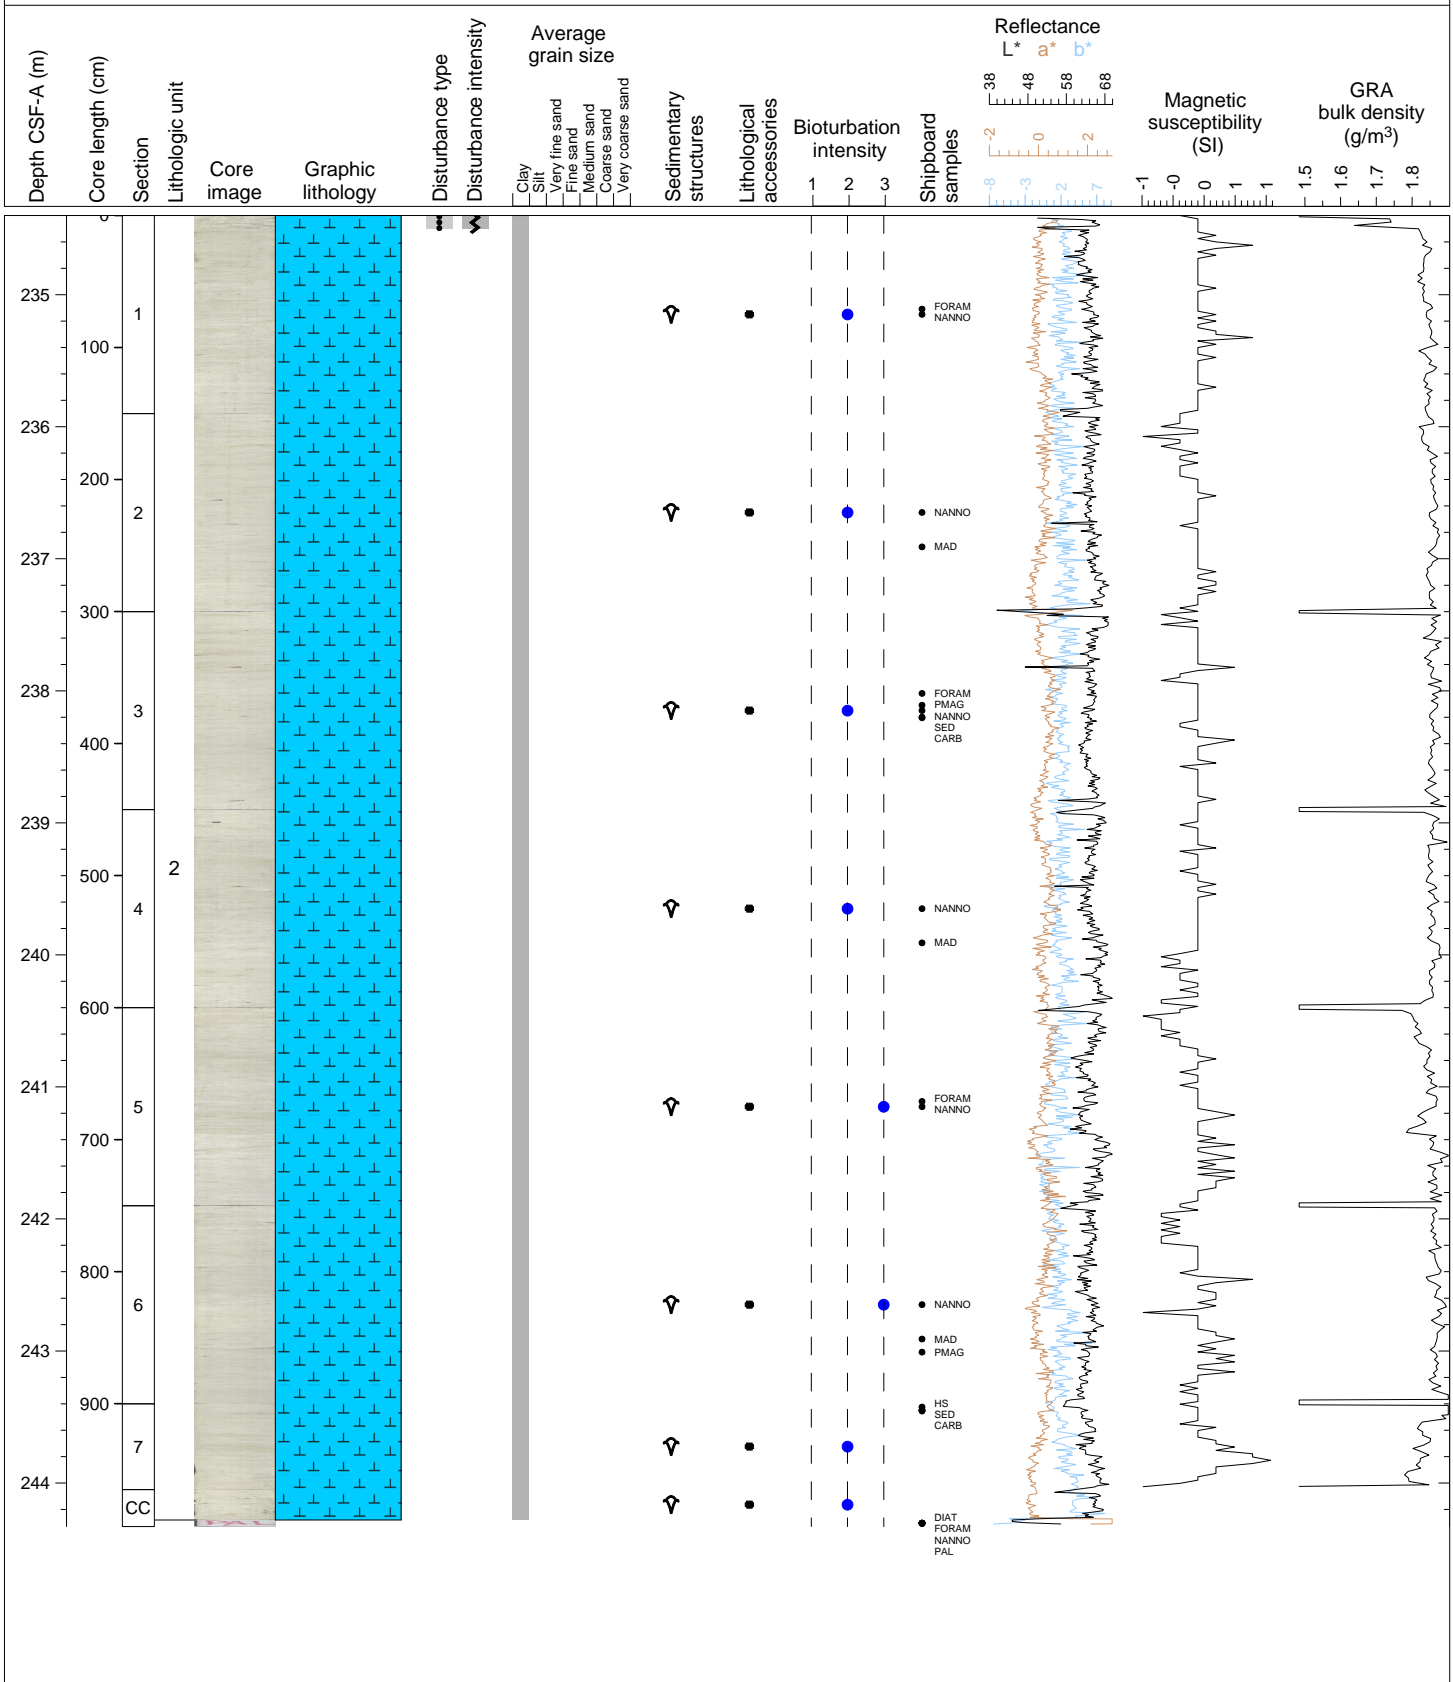 Depth CSF-A (m)
Core length (cm)
Section
Lithologic unit
Core
image
Graphic
lithology
Disturbance type
Disturbance intensity
Average
grain size
Clay
Silt
Very fine sand
Fine sand
Medium sand
Coarse sand
Very coarse sand
Sedimentary
structures
Lithological
accessories
Bioturbation
intensity
1 2 3
Shipboard
samples
Reflectance
L* a* b*
38 48 58 68
-2 0 2
-8 -3 2 7
Magnetic
susceptibility
(SI)
-1 -0 0 1 1
GRA
bulk density
(g/m3)
1.5 1.6 1.7 1.8
0
235
1
FORAM
NANNO
100
236
200
2
NANNO
237
MAD
300
238
3
FORAM
PMAG
NANNO
SED
CARB
400
239
2
500
4
NANNO
240
MAD
600
241
5
FORAM
NANNO
700
242
800
6
NANNO
243
MAD
PMAG
900
HS
SED
CARB
7
244
CC
DIAT
FORAM
NANNO
PAL